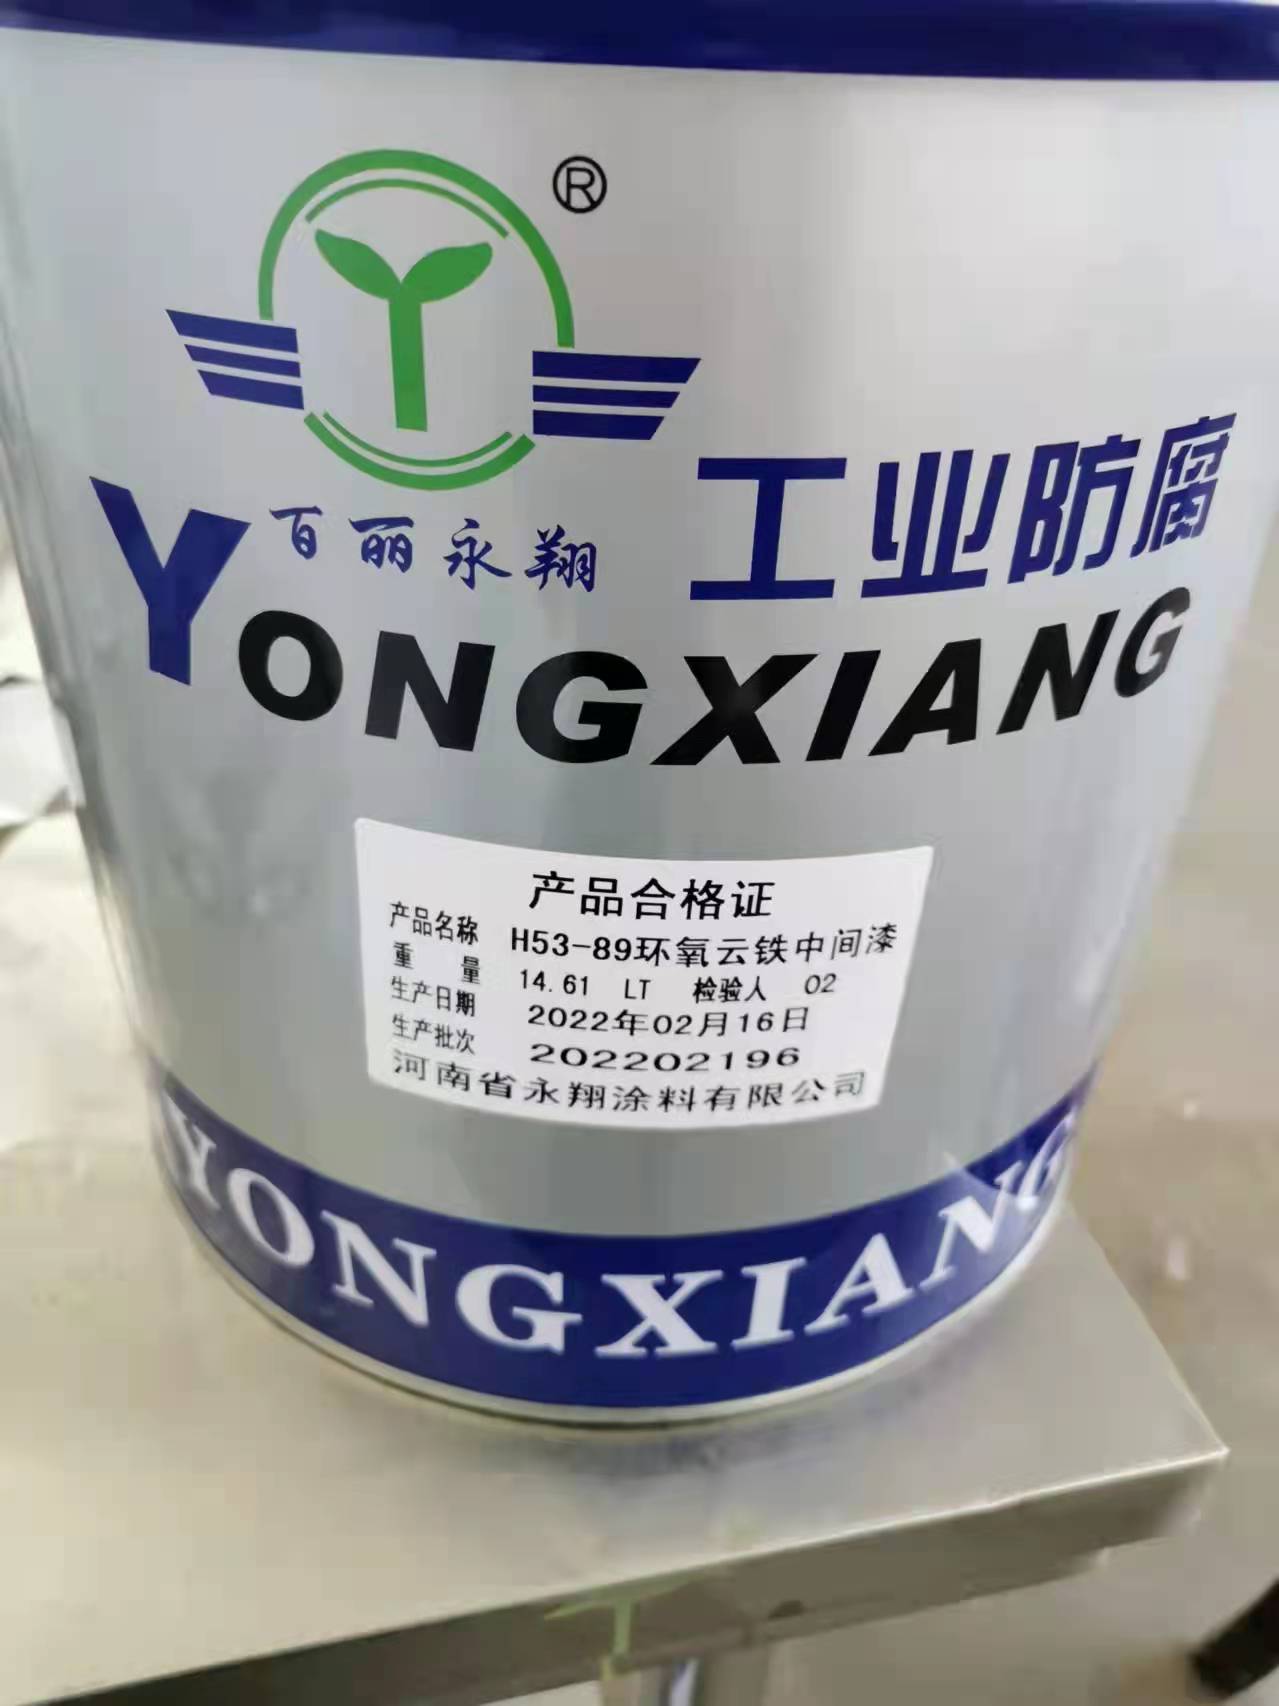 ®
百丽永翔
工业防腐
YONGXIANG
产品合格证
产品名称 H53-89环氧云铁中间漆
重量 14.61 LT 检验人 02
生产日期 2022年02月16日
生产批次 202202196
河南省永翔涂料有限公司
YONGXIANG